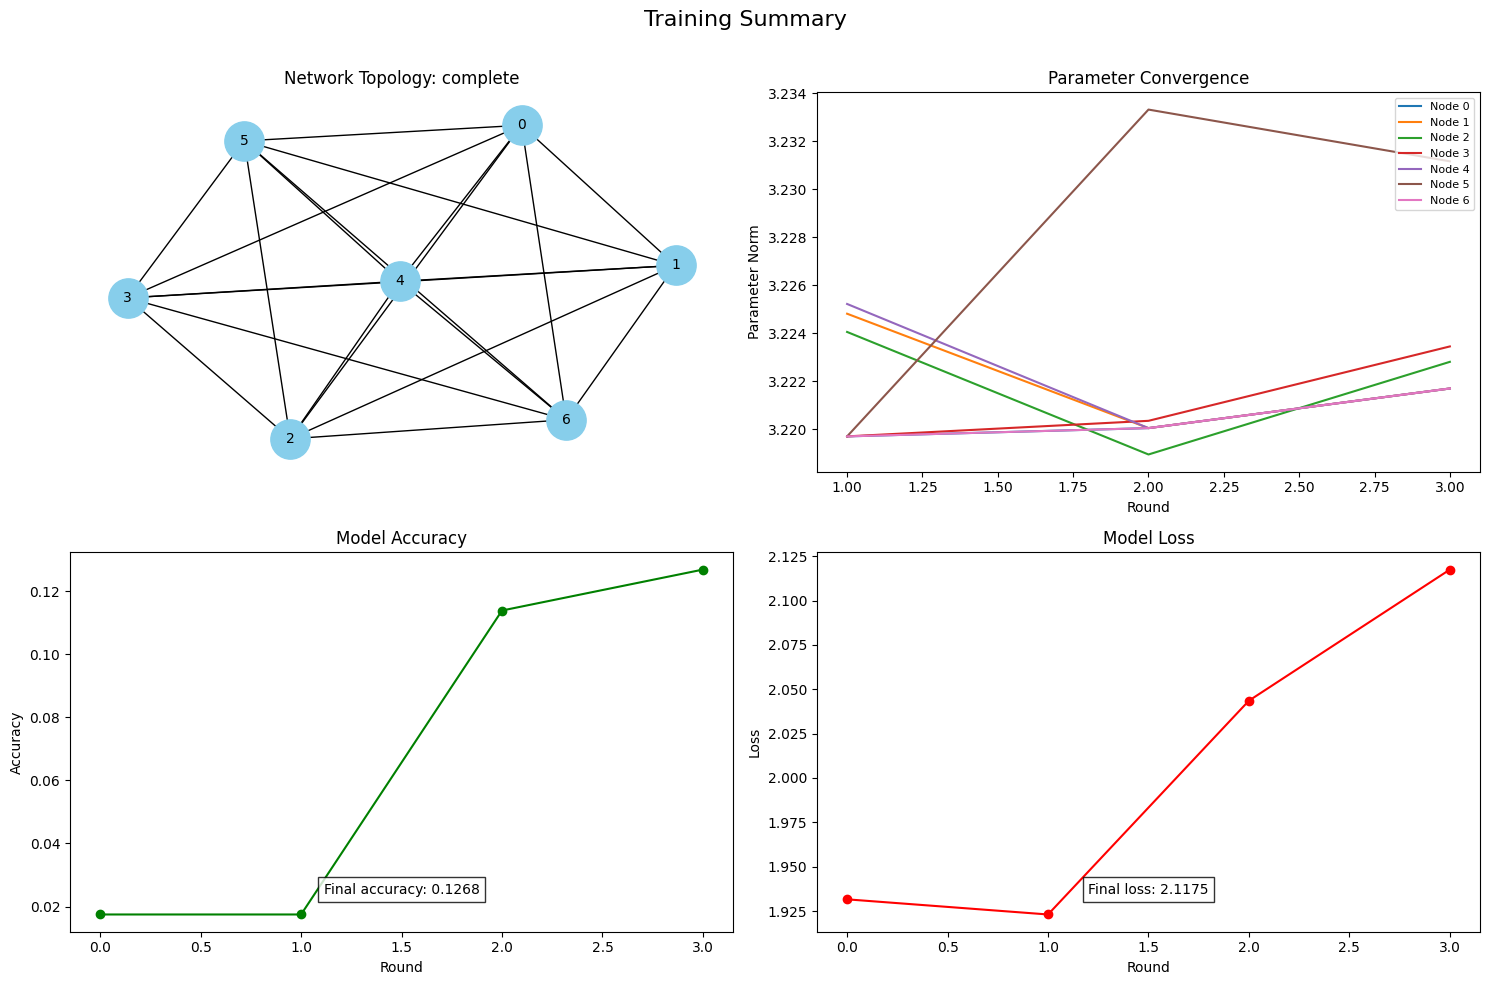 Training Summary
Network Topology: complete
0
5
1
4
3
6
2
Parameter Convergence
Parameter Norm
3.234
3.232
3.230
3.228
3.226
3.224
3.222
3.220
Node 0
Node 1
Node 2
Node 3
Node 4
Node 5
Node 6
1.00 1.25 1.50 1.75 2.00 2.25 2.50 2.75 3.00
Round
Model Accuracy
Accuracy
0.12
0.10
0.08
0.06
0.04
0.02
Final accuracy: 0.1268
0.0 0.5 1.0 1.5 2.0 2.5 3.0
Round
Model Loss
Loss
2.125
2.100
2.075
2.050
2.025
2.000
1.975
1.950
1.925
Final loss: 2.1175
0.0 0.5 1.0 1.5 2.0 2.5 3.0
Round